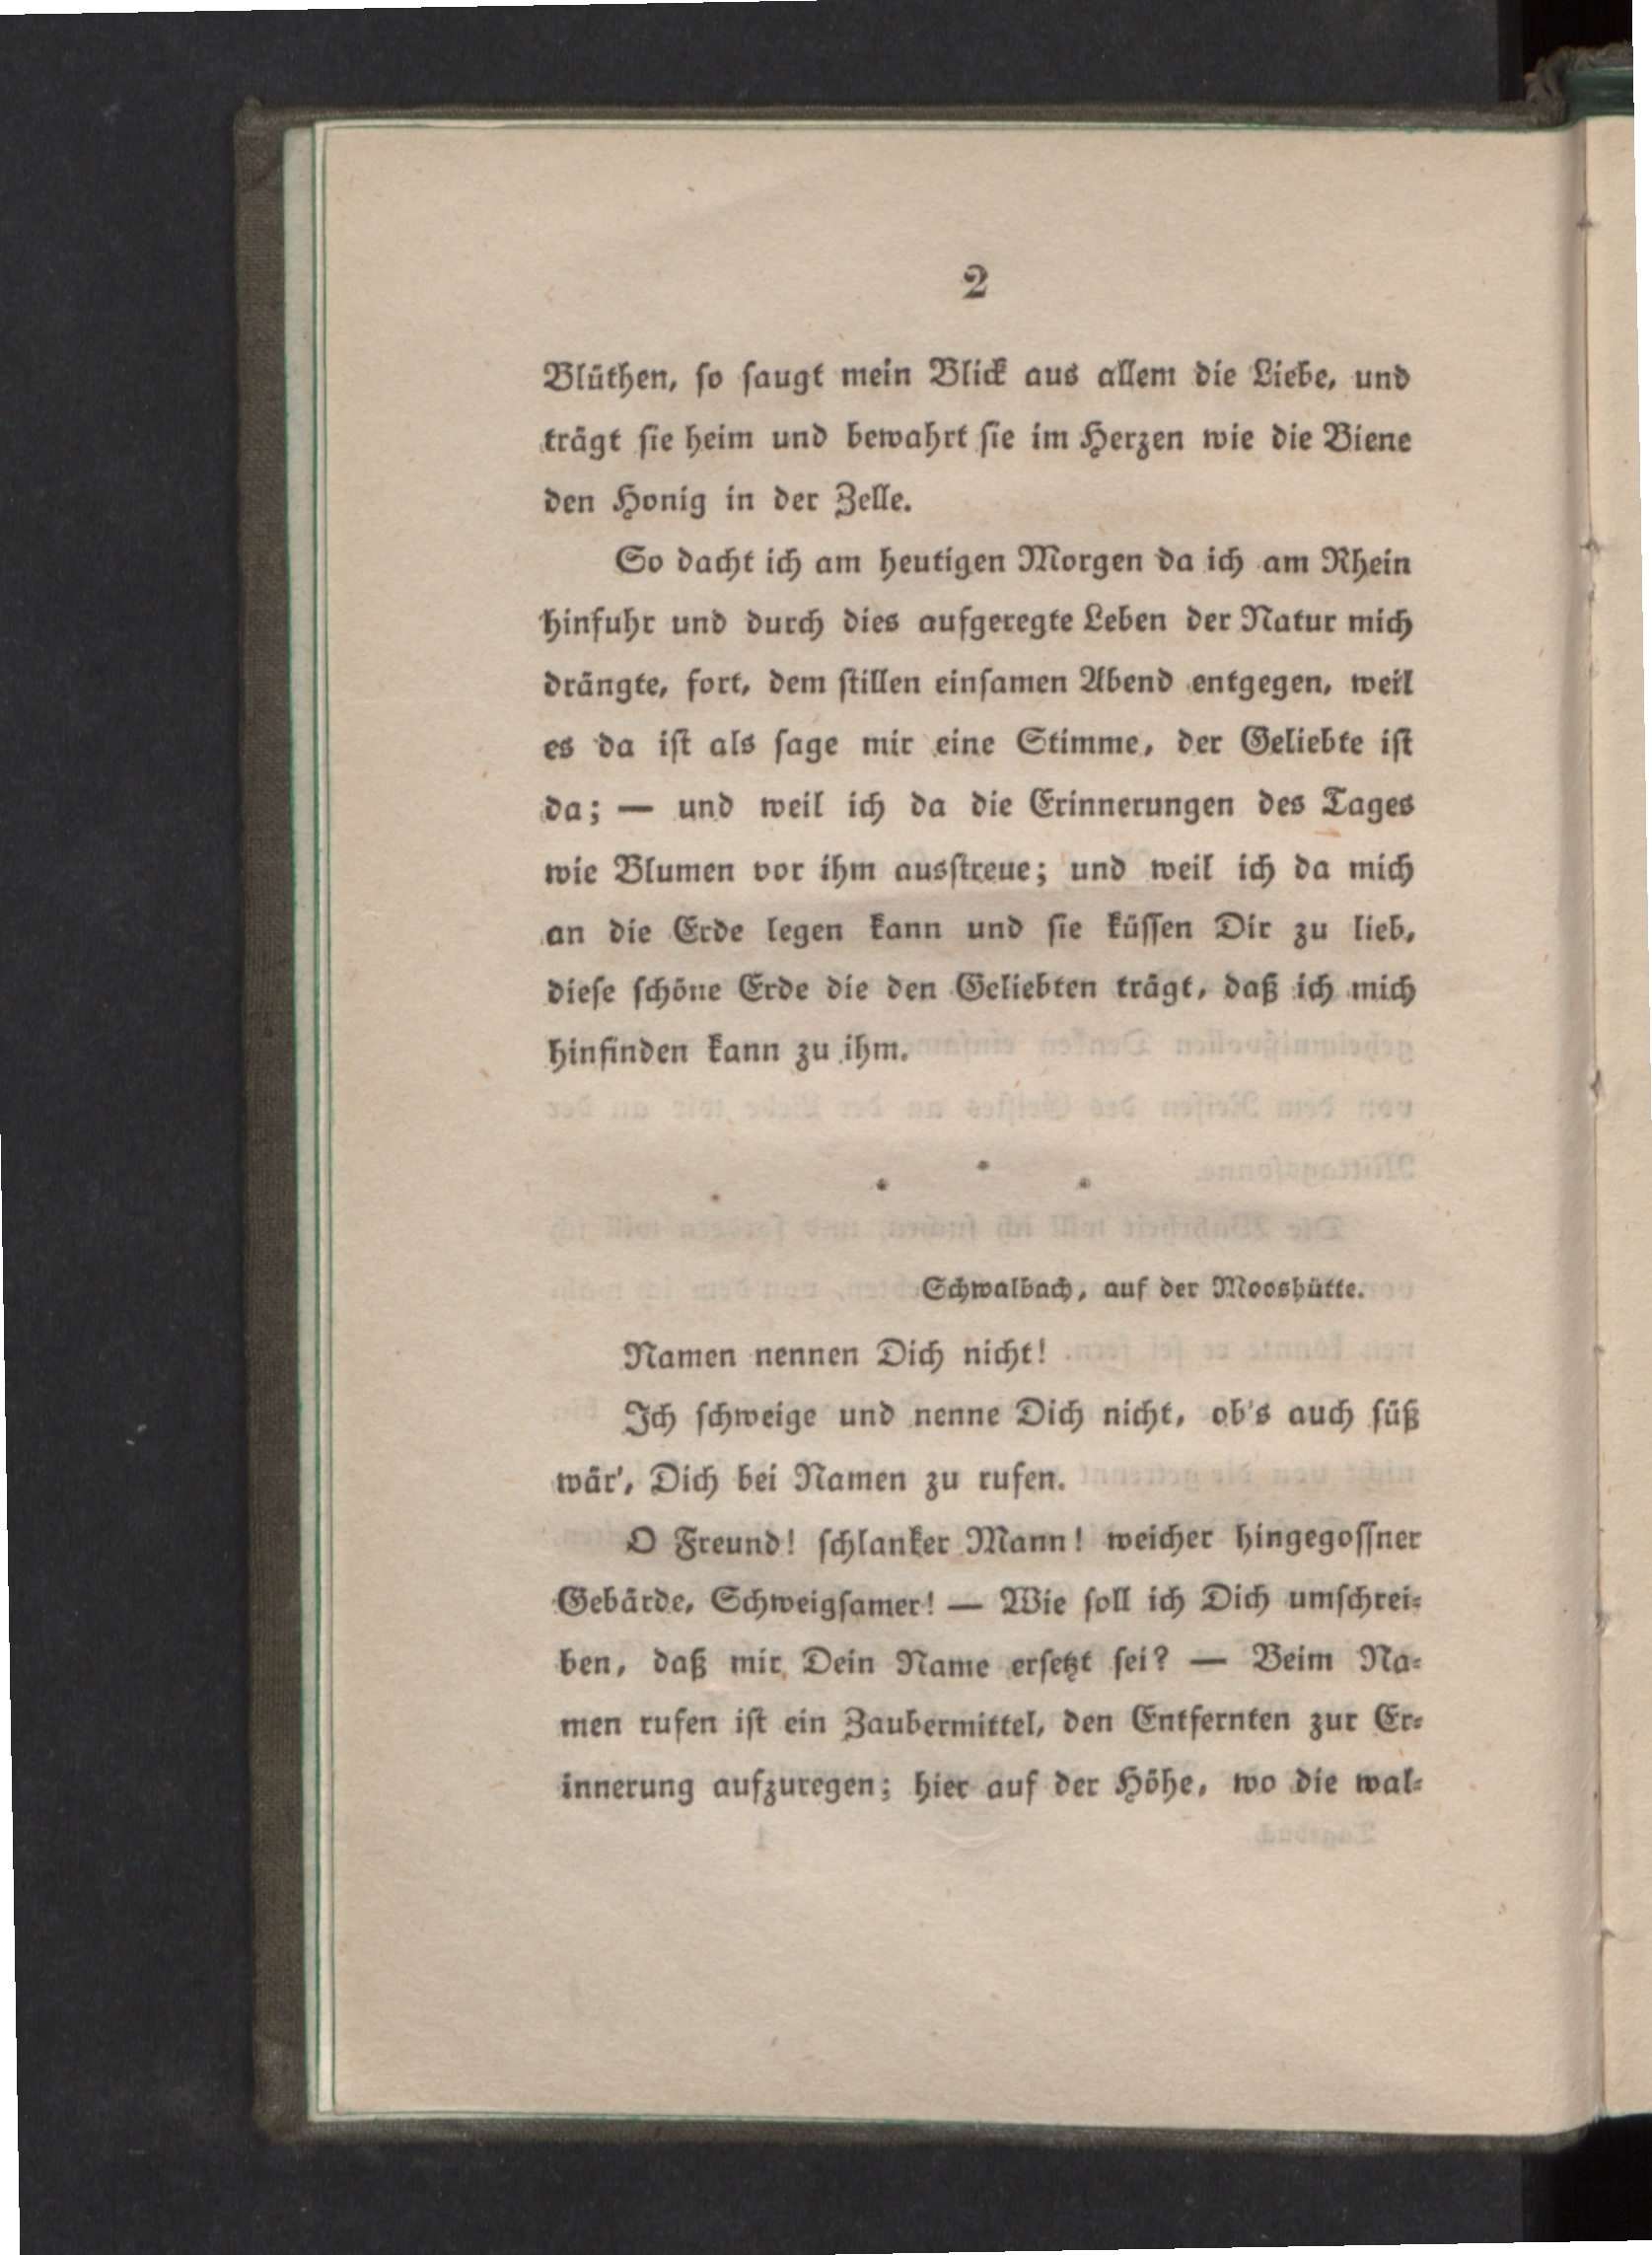 2
Blüthen, ſo ſaugt mein Blick aus allem die Liebe, und
trägt ſie heim und bewahrt ſie im Herzen wie die Biene
den Honig in der Zelle.
So dacht ich am heutigen Morgen da ich am Rhein
hinfuhr und durch dies aufgeregte Leben der Natur mich
drängte, fort, dem ſtillen einſamen Abend entgegen, weil
es da iſt als ſage mir eine Stimme, der Geliebte iſt
da; — und weil ich da die Erinnerungen des Tages
wie Blumen vor ihm ausſtreue; und weil ich da mich
an die Erde legen kann und ſie küſſen Dir zu lieb,
dieſe ſchöne Erde die den Geliebten trägt, daß ich mich
hinfinden kann zu ihm.
Schwalbach, auf der Mooshütte.
Namen nennen Dich nicht!
Ich ſchweige und nenne Dich nicht, ob's auch ſüß
wär', Dich bei Namen zu rufen.
O Freund! ſchlanker Mann! weicher hingegoſſner
Gebärde, Schweigſamer! — Wie ſoll ich Dich umſchrei-
ben, daß mir Dein Name erſetzt ſei? — Beim Na-
men rufen iſt ein Zaubermittel, den Entfernten zur Er-
innerung aufzuregen; hier auf der Höhe, wo die wal-